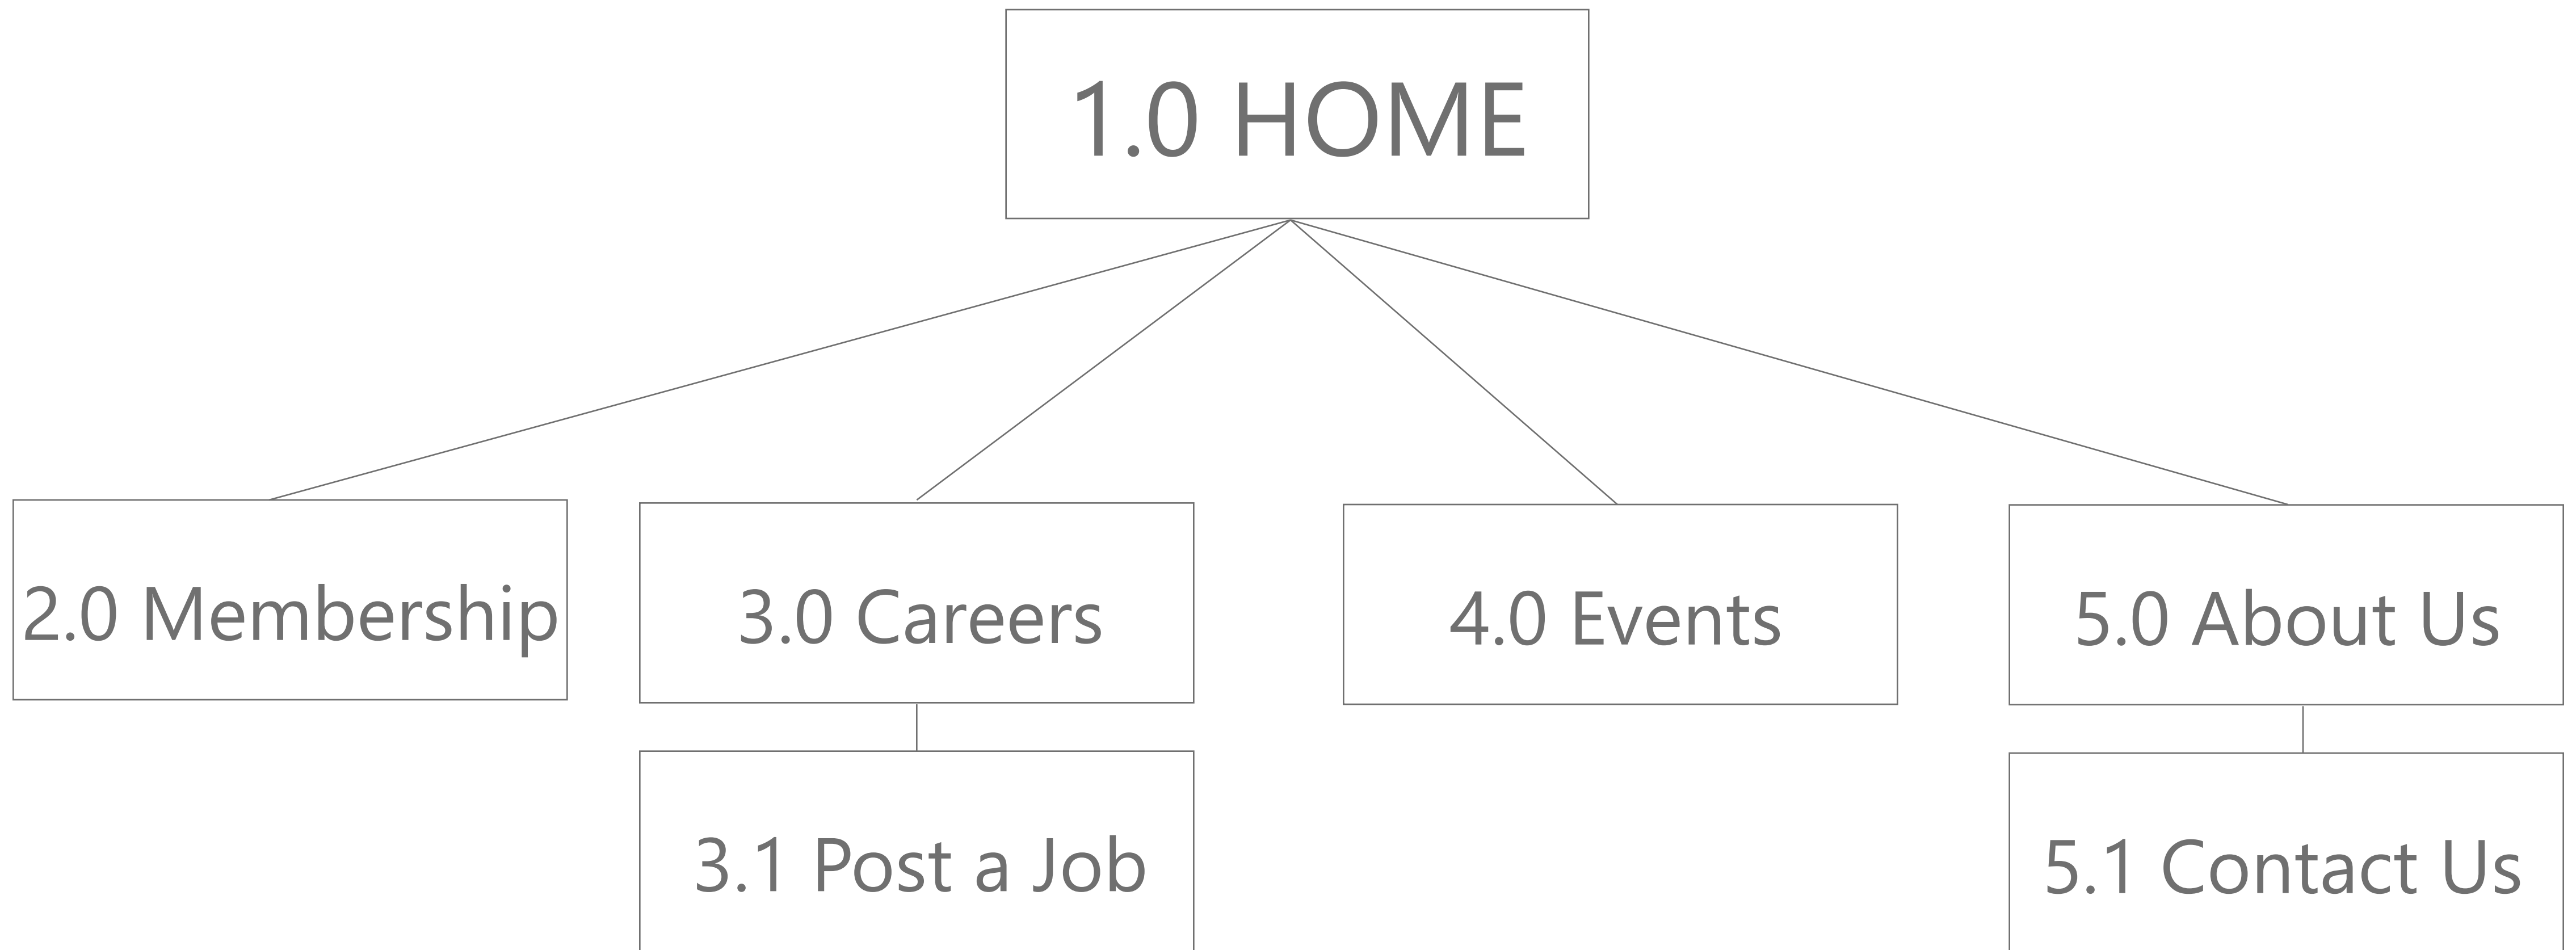 1.0 HOME
2.0 Membership
3.0 Careers
4.0 Events
5.0 About Us
3.1 Post a Job
5.1 Contact Us